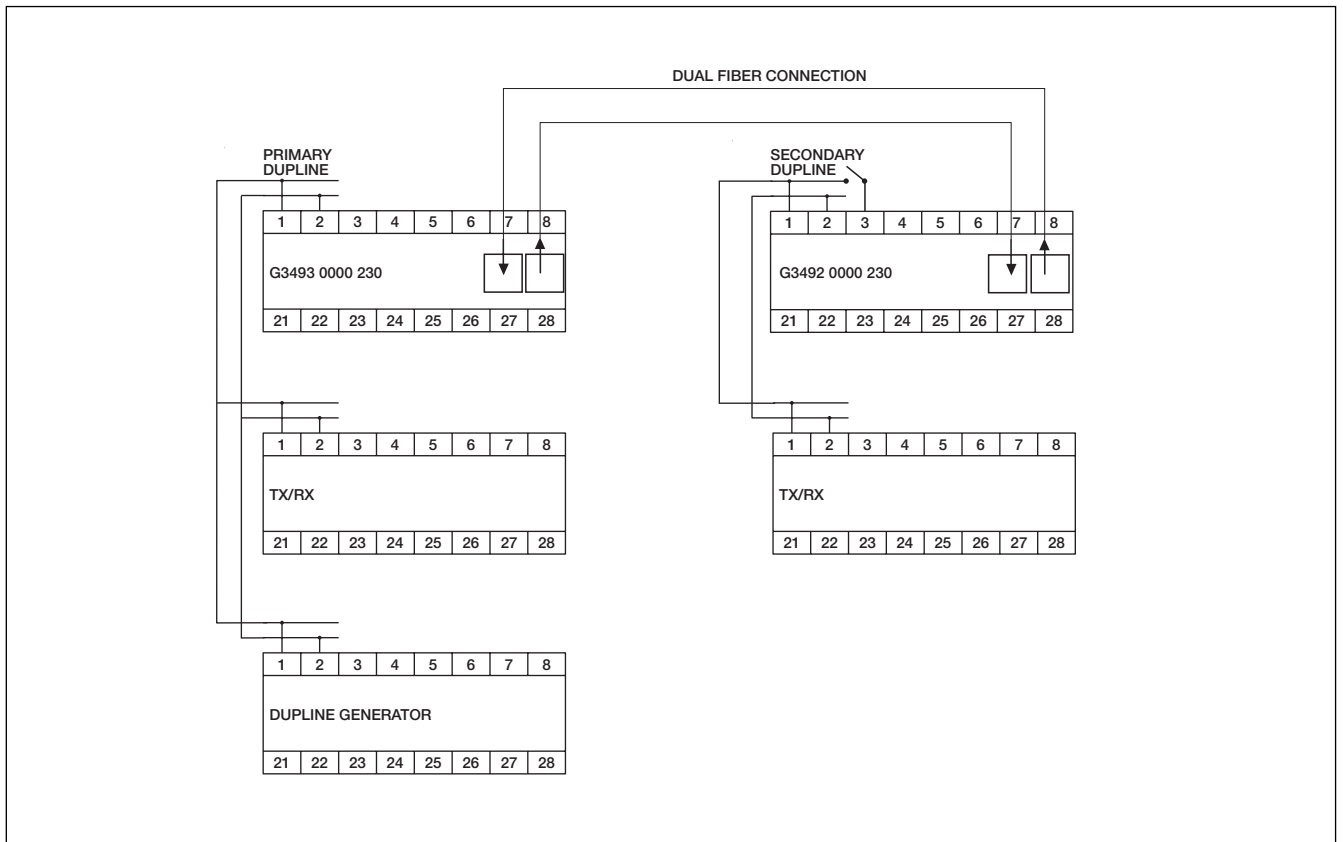 DUAL FIBER CONNECTION
PRIMARY
DUPLINE
1 2 3 4 5 6 7 8
G3493 0000 230
21 22 23 24 25 26 27 28
SECONDARY
DUPLINE
1 2 3 4 5 6 7 8
G3492 0000 230
21 22 23 24 25 26 27 28
1 2 3 4 5 6 7 8
TX/RX
21 22 23 24 25 26 27 28
1 2 3 4 5 6 7 8
TX/RX
21 22 23 24 25 26 27 28
1 2 3 4 5 6 7 8
DUPLINE GENERATOR
21 22 23 24 25 26 27 28